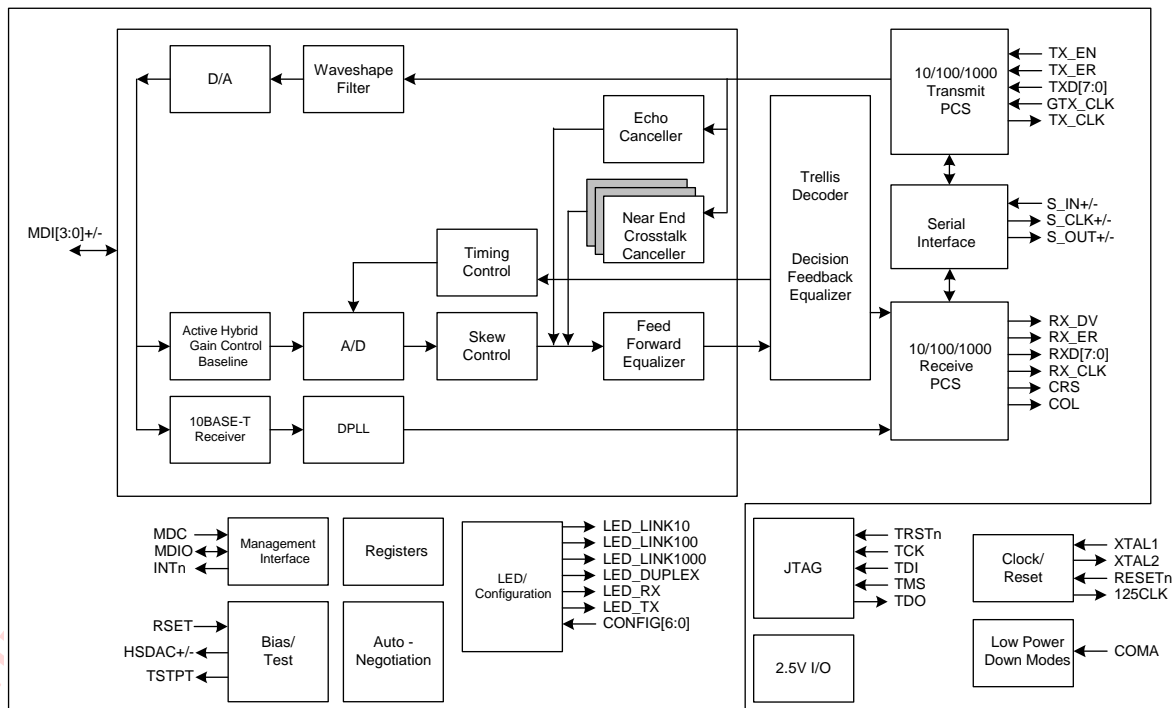 D/A
Waveshape
Filter
10/100/1000
Transmit
PCS
TX_EN
TX_ER
TXD[7:0]
GTX_CLK
TX_CLK
Echo
Canceller
Near End
Crosstalk
Canceller
Trellis
Decoder
Decision
Feedback
Equalizer
Serial
Interface
S_IN+/-
S_CLK+/-
S_OUT+/-
MDI[3:0]+/-
Timing
Control
Active Hybrid
Gain Control
Baseline
A/D
Skew
Control
Feed
Forward
Equalizer
10/100/1000
Receive
PCS
RX_DV
RX_ER
RXD[7:0]
RX_CLK
CRS
COL
10BASE-T
Receiver
DPLL
MDC
MDIO
INTn
Management
Interface
Registers
LED/
Configuration
LED_LINK10
LED_LINK100
LED_LINK1000
LED_DUPLEX
LED_RX
LED_TX
CONFIG[6:0]
JTAG
TRSTn
TCK
TDI
TMS
TDO
Clock/
Reset
XTAL1
XTAL2
RESETn
125CLK
RSET
HSDAC+/-
TSTPT
Bias/
Test
Auto -
Negotiation
2.5V I/O
Low Power
Down Modes
COMA